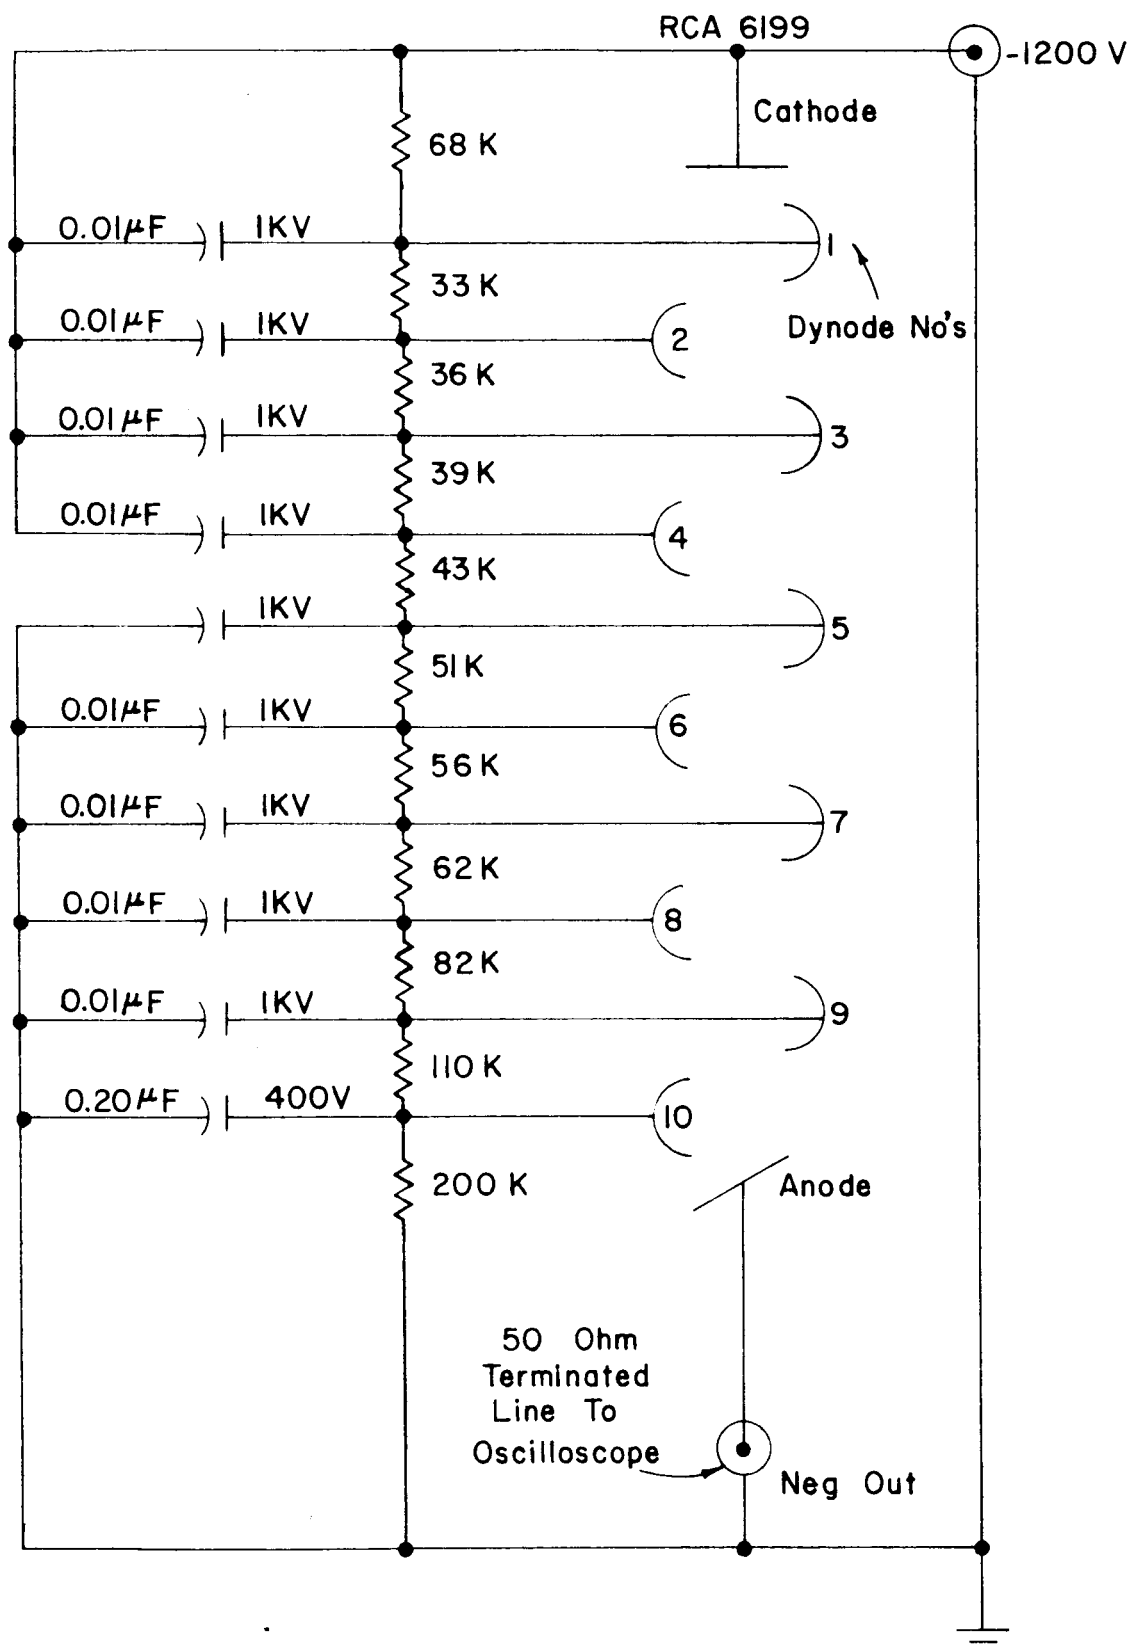 RCA 6199
-1200 V
Cathode
68 K
0.01μF 1KV
1
33 K
Dynode No's
0.01μF 1KV
2
36 K
0.01μF 1KV
3
39 K
0.01μF 1KV
4
43 K
1KV
5
51 K
0.01μF 1KV
6
56 K
0.01μF 1KV
7
62 K
0.01μF 1KV
8
82 K
0.01μF 1KV
9
110 K
0.20μF 400V
10
200 K
Anode
50 Ohm
Terminated
Line To
Oscilloscope
Neg Out